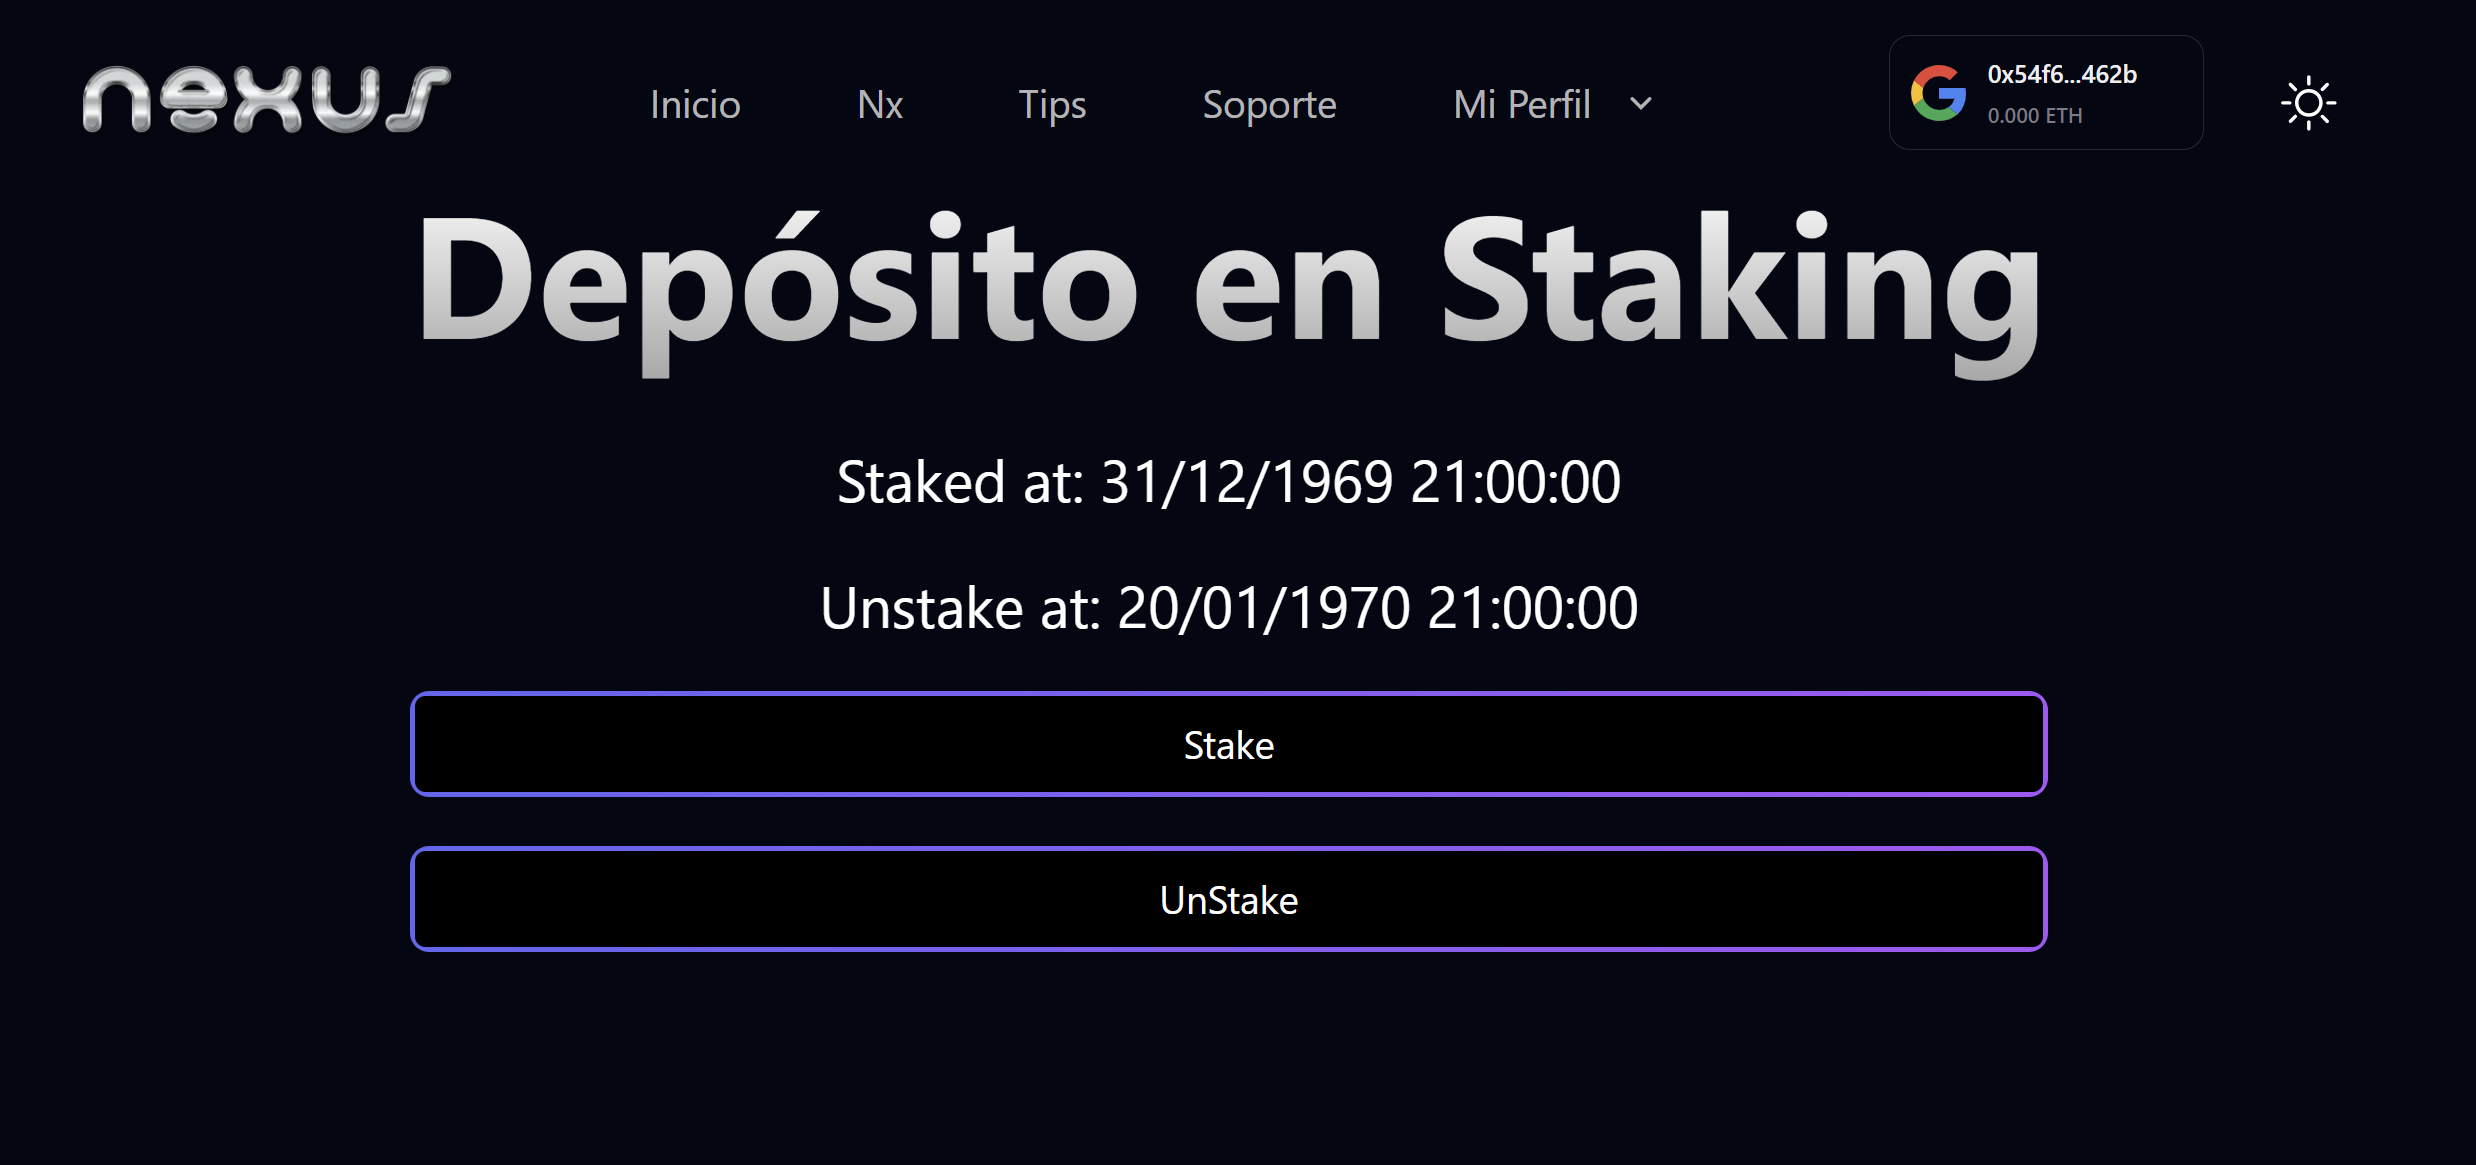 nexus
Inicio Nx Tips Soporte Mi Perfil
0x54f6...462b
0.000 ETH
Depósito en Staking
Staked at: 31/12/1969 21:00:00
Unstake at: 20/01/1970 21:00:00
Stake
UnStake